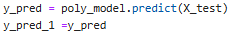 y_pred = poly_model.predict(X_test)
y_pred_1 =y_pred